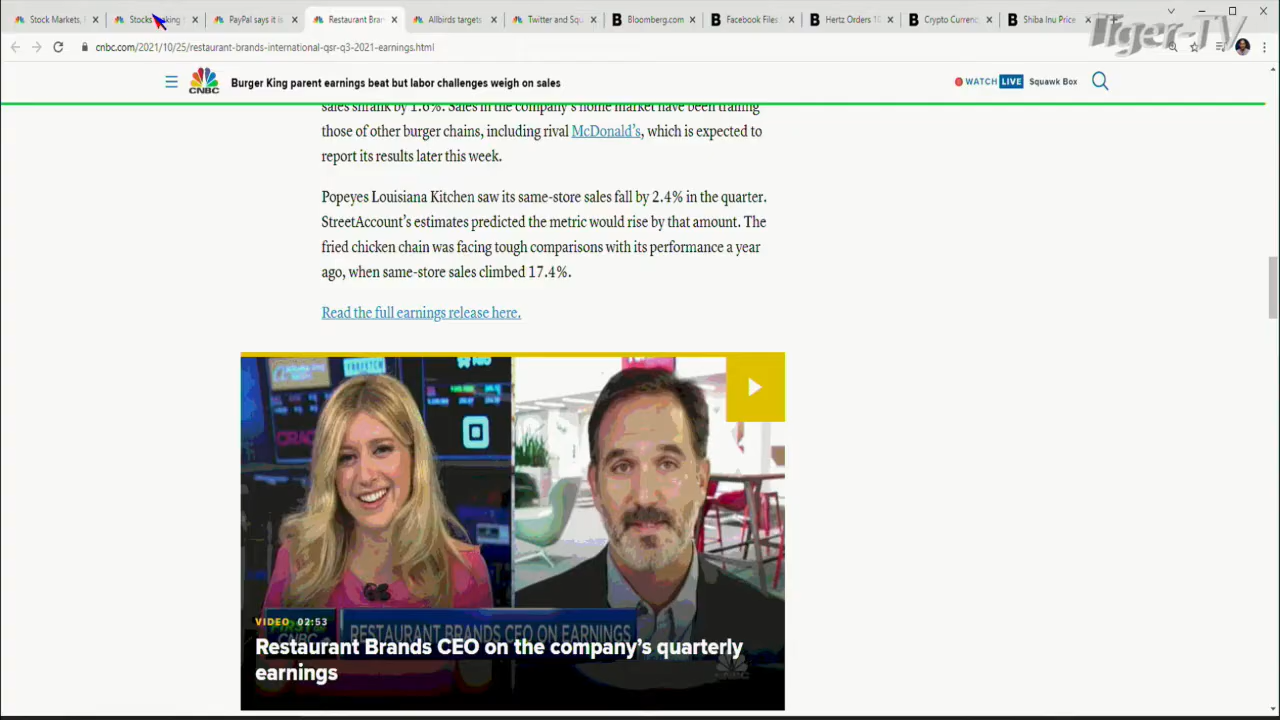 Stock Markets,
Stocks
PayPal says it is
Restaurant Bran
Allbirds targets
Twitter and Squ
Bloomberg.com
Facebook Files:
Hertz Orders 10
Crypto Currenc
Shiba Inu Price
Tiger-TV
cnbc.com/2021/10/25/restaurant-brands-international-qsr-q3-2021-earnings.html
CNBC
Burger King parent earnings beat but labor challenges weigh on sales
WATCH LIVE
Squawk Box
sales shrank by 1.6%. Sales in the company's home market have been trailing
those of other burger chains, including rival McDonald's, which is expected to
report its results later this week.
Popeyes Louisiana Kitchen saw its same-store sales fall by 2.4% in the quarter.
StreetAccount's estimates predicted the metric would rise by that amount. The
fried chicken chain was facing tough comparisons with its performance a year
ago, when same-store sales climbed 17.4%.
Read the full earnings release here.
VIDEO 02:53
RESTAURANT BRANDS CEO ON EARNINGS
Restaurant Brands CEO on the company's quarterly
earnings